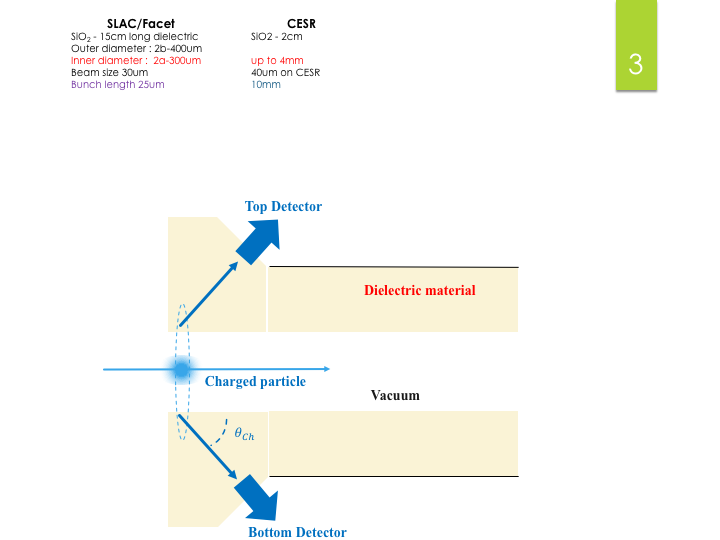 SLAC/Facet
SiO₂ - 15cm long dielectric
Outer diameter : 2b-400um
Inner diameter : 2a-300um
Beam size 30um
Bunch length 25um
CESR
SiO2 - 2cm
up to 4mm
40um on CESR
10mm
3
Top Detector
Dielectric material
Charged particle
Vacuum
θ_Ch
Bottom Detector